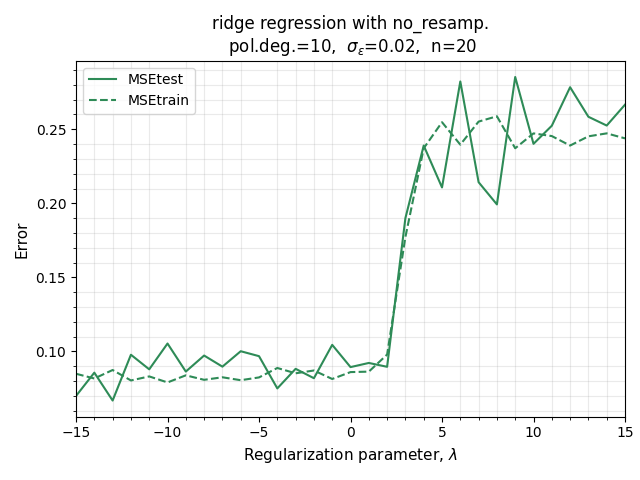 ridge regression with no_resamp.
pol.deg.=10, σε=0.02, n=20
MSEtest
MSEtrain
Error
0.25
0.20
0.15
0.10
−15
−10
−5
0
5
10
15
Regularization parameter, λ